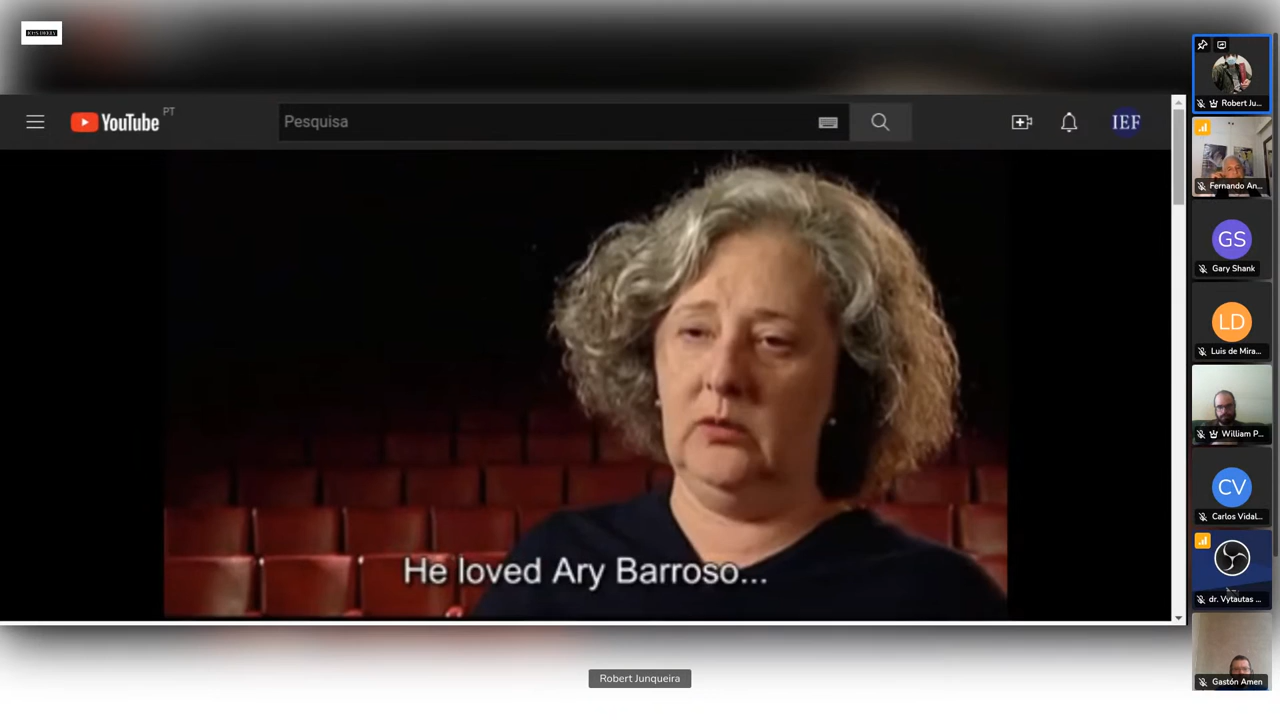 YouTube PT
Pesquisa
IEF
He loved Ary Barroso...
Robert Junqueira
Robert Ju...
Fernando An...
GS
Gary Shank
LD
Luis de Mira...
William P...
CV
Carlos Vidal...
dr. Vytautas ...
Gastón Amen